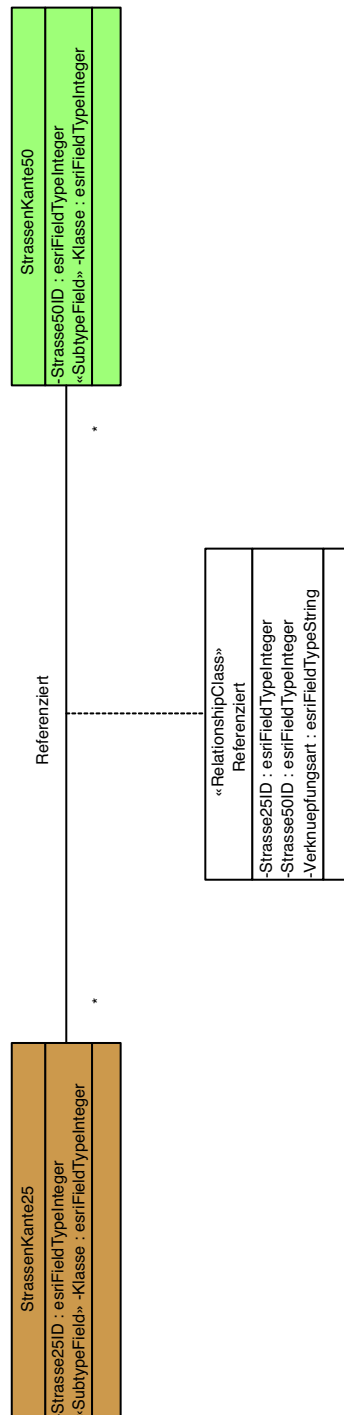 StrassenKante25
-Strasse25ID : esriFieldTypeInteger
«SubtypeField» -Klasse : esriFieldTypeInteger
*
Referenziert
*
StrassenKante50
-Strasse50ID : esriFieldTypeInteger
«SubtypeField» -Klasse : esriFieldTypeInteger
«RelationshipClass»
Referenziert
-Strasse25ID : esriFieldTypeInteger
-Strasse50ID : esriFieldTypeInteger
-Verknuepfungsart : esriFieldTypeString